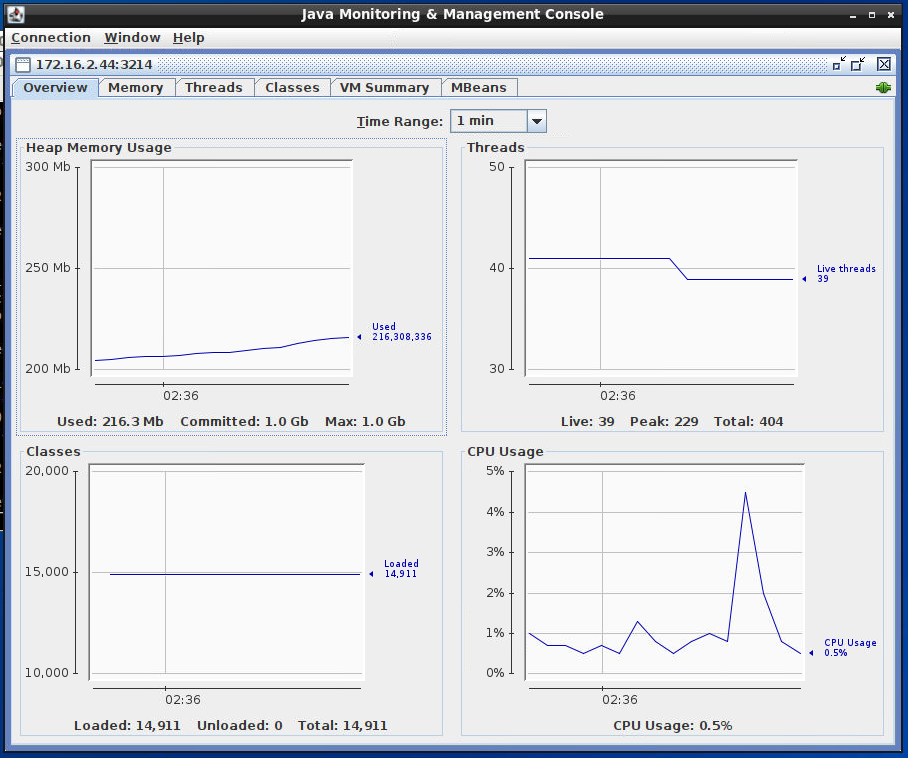 Java Monitoring & Management Console
Connection Window Help
172.16.2.44:3214
Overview Memory Threads Classes VM Summary MBeans
Time Range: 1 min
Heap Memory Usage
300 Mb
250 Mb
200 Mb
Used
216,308,336
02:36
Used: 216.3 Mb Committed: 1.0 Gb Max: 1.0 Gb
Threads
50
40
30
Live threads
39
02:36
Live: 39 Peak: 229 Total: 404
Classes
20,000
15,000
10,000
Loaded
14,911
02:36
Loaded: 14,911 Unloaded: 0 Total: 14,911
CPU Usage
5%
4%
3%
2%
1%
0%
CPU Usage
0.5%
02:36
CPU Usage: 0.5%